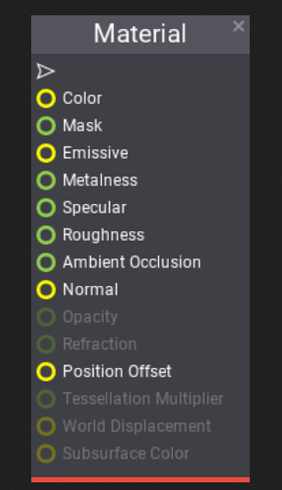 Material
Color
Mask
Emissive
Metalness
Specular
Roughness
Ambient Occlusion
Normal
Opacity
Refraction
Position Offset
Tessellation Multiplier
World Displacement
Subsurface Color